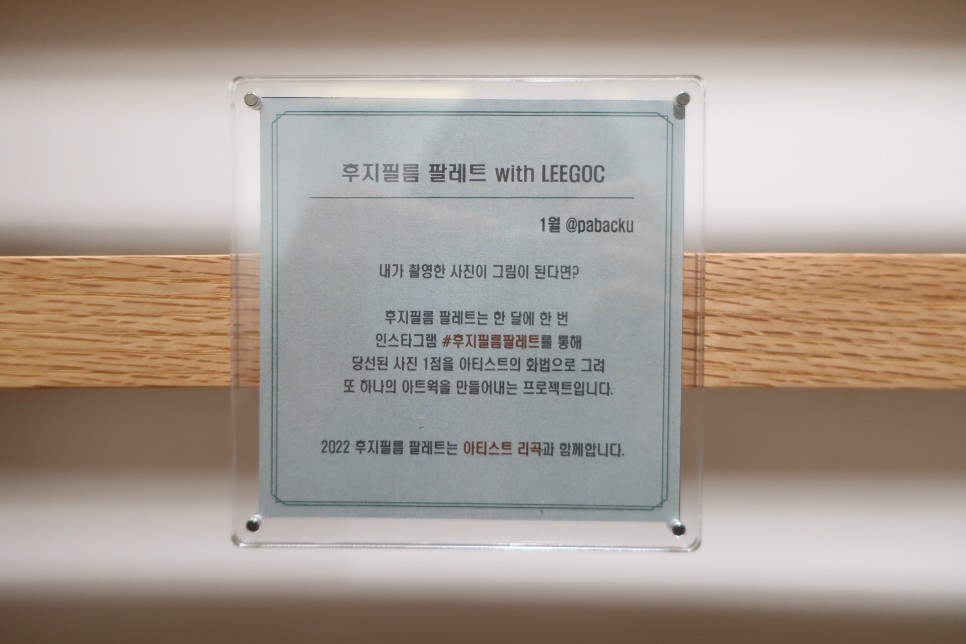 후지필름 팔레트 with LEEGOC
1월 @pabacku
내가 촬영한 사진이 그림이 된다면?
후지필름 팔레트는 한 달에 한 번
인스타그램 #후지필름팔레트를 통해
당선된 사진 1점을 아티스트의 화법으로 그려
또 하나의 아트웍을 만들어내는 프로젝트입니다.
2022 후지필름 팔레트는 아티스트 리곡과 함께합니다.